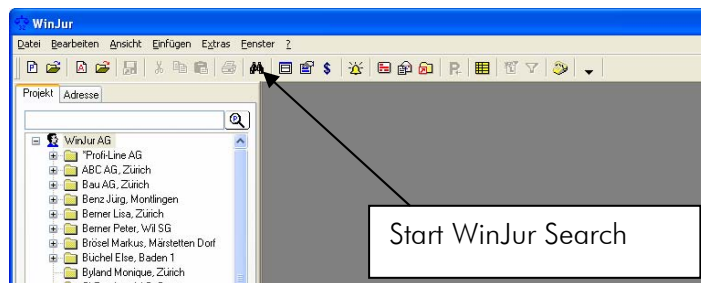 WinJur
Datei Bearbeiten Ansicht Einfügen Extras Fenster ?
Projekt Adresse
WinJur AG
"Profi-Line AG
ABC AG, Zürich
Bau AG, Zürich
Benz Jürg, Montlingen
Berner Lisa, Zürich
Berner Peter, Wil SG
Brösel Markus, Märstetten Dorf
Büchel Else, Baden 1
Byland Monique, Zürich
Start WinJur Search